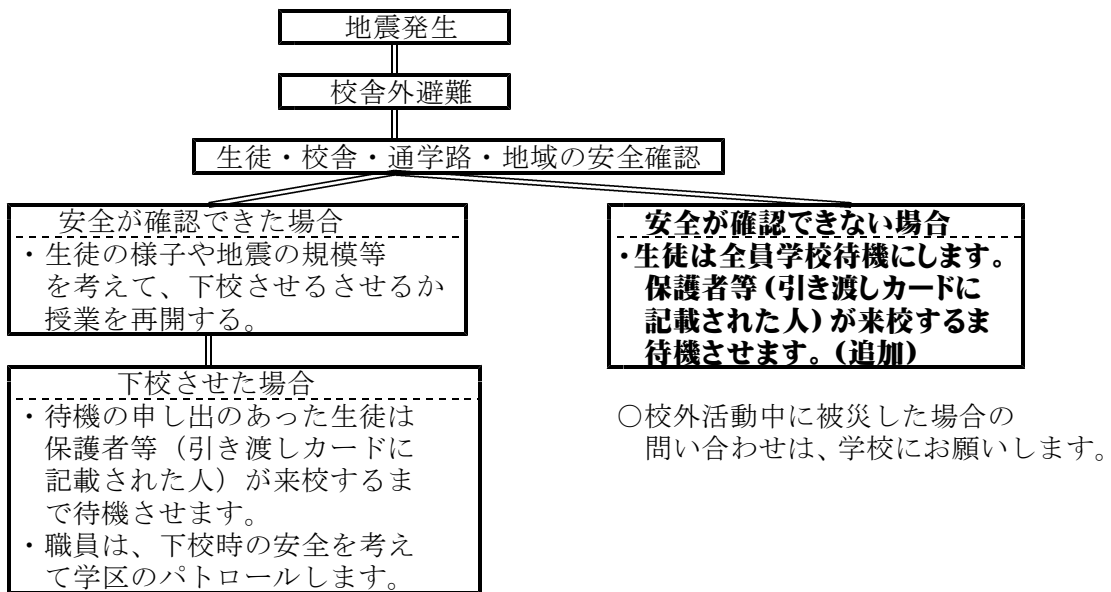 地震発生
校舎外避難
生徒・校舎・通学路・地域の安全確認
安全が確認できた場合
・生徒の様子や地震の規模等
を考えて、下校させるさせるか
授業を再開する。
下校させた場合
・待機の申し出のあった生徒は
保護者等（引き渡しカードに
記載された人）が来校するま
で待機させます。
・職員は、下校時の安全を考え
て学区のパトロールします。
安全が確認できない場合
・生徒は全員学校待機にします。
保護者等(引き渡しカードに
記載された人)が来校するま
待機させます。(追加)
○校外活動中に被災した場合の
問い合わせは、学校にお願いします。